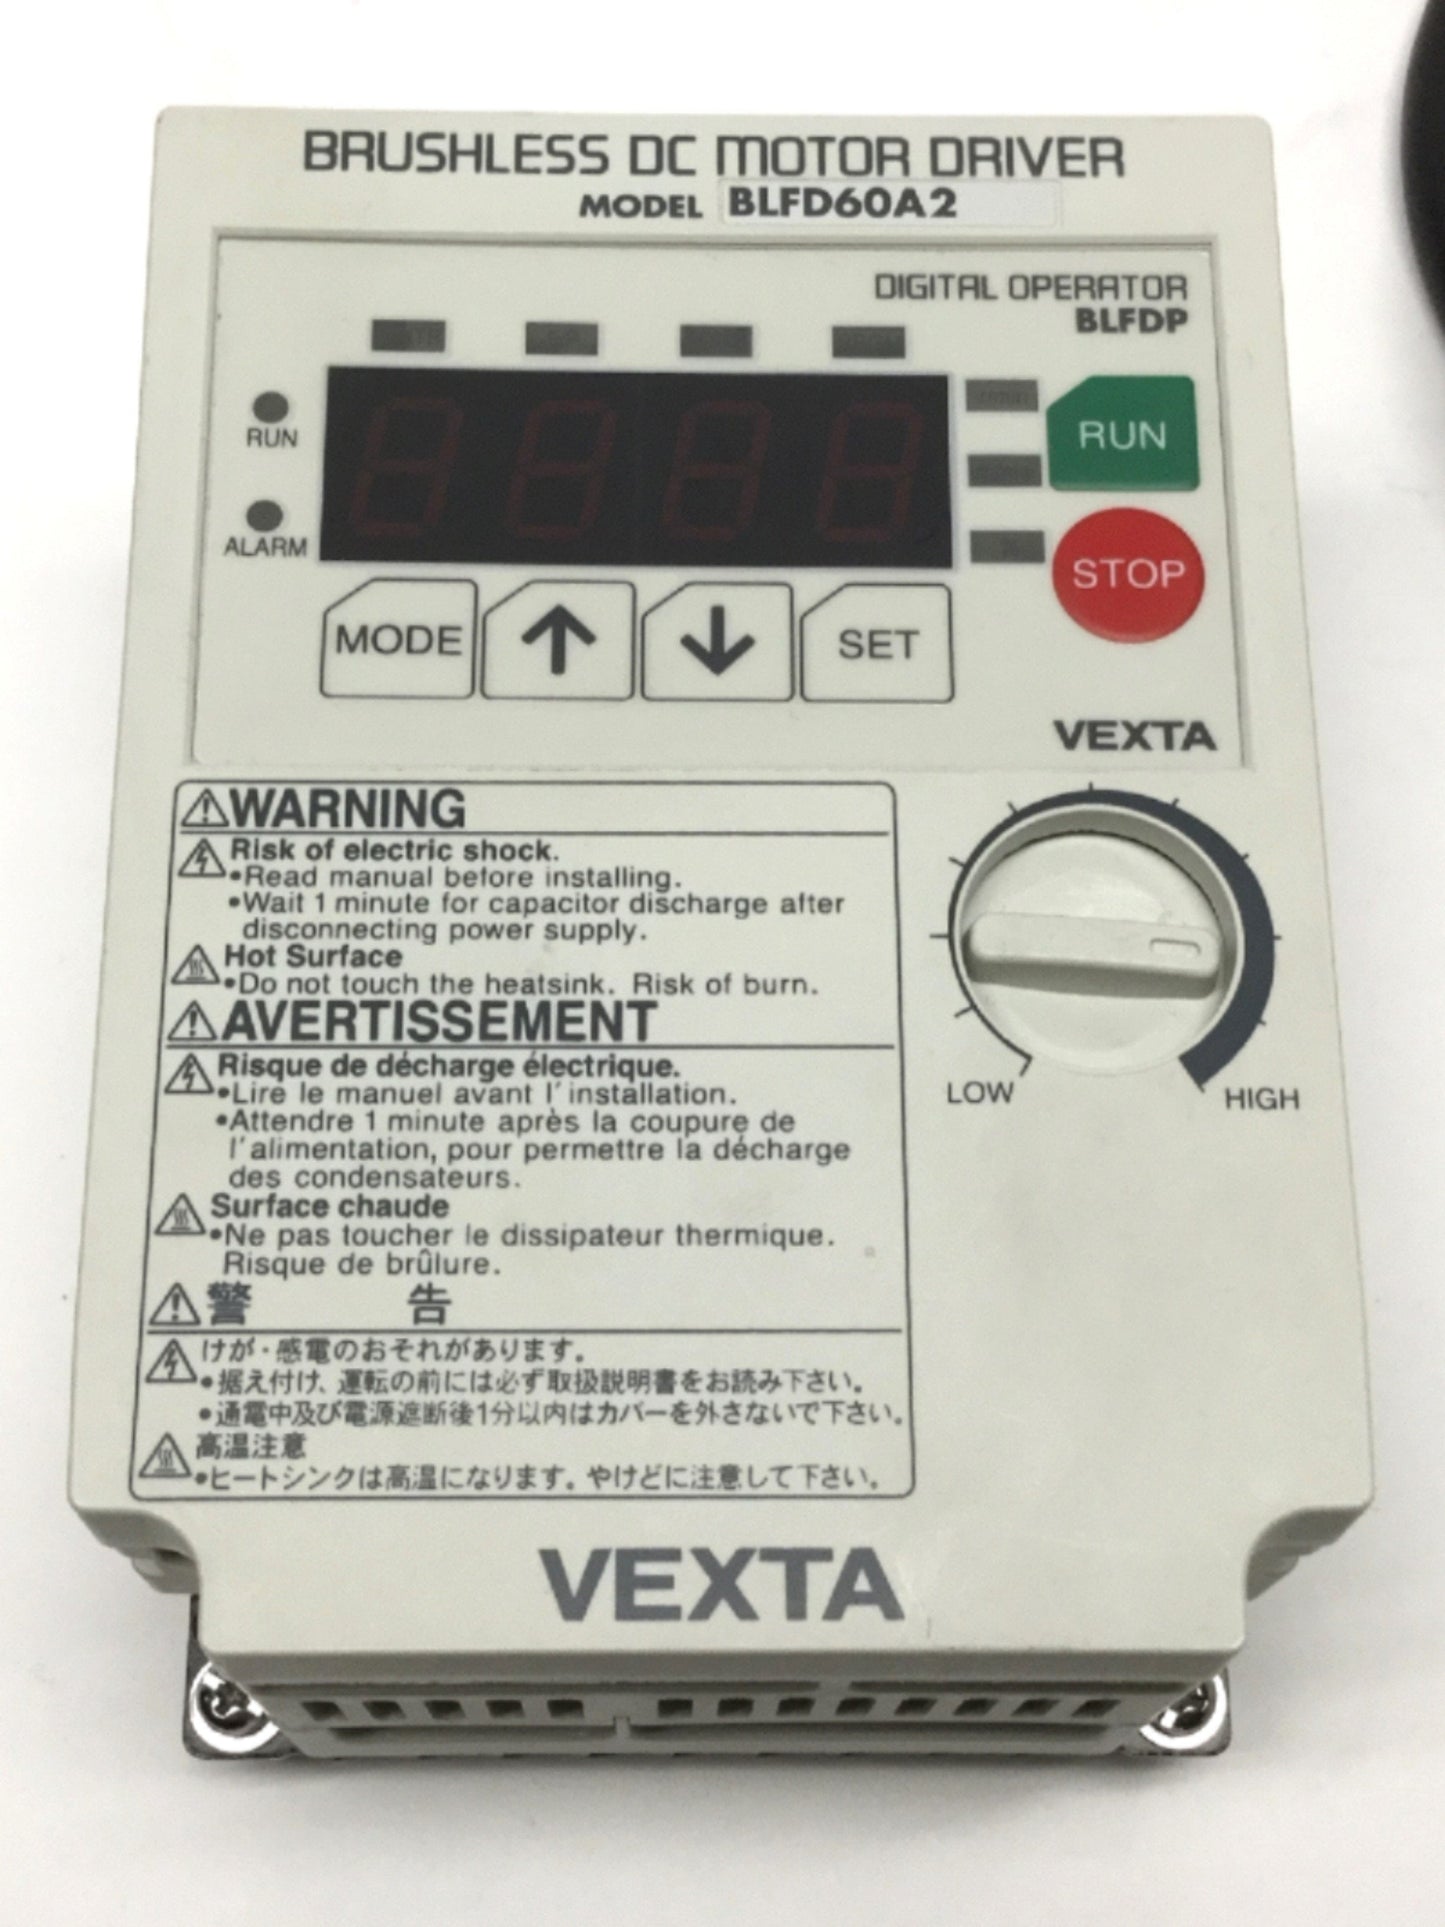 BRUSHLESS DC MOTOR DRIVER
MODEL BLFD60A2
DIGITAL OPERATOR
BLFDP
RUN
ALARM
RUN
STOP
MODE
↑
↓
SET
VEXTA
WARNING
Risk of electric shock.
•Read manual before installing.
•Wait 1 minute for capacitor discharge after
disconnecting power supply.
Hot Surface
•Do not touch the heatsink. Risk of burn.
AVERTISSEMENT
Risque de décharge électrique.
•Lire le manuel avant l'installation.
•Attendre 1 minute après la coupure de
l'alimentation, pour permettre la décharge
des condensateurs.
Surface chaude
•Ne pas toucher le dissipateur thermique.
Risque de brûlure.
警 告
けが・感電のおそれがあります。
•据え付け、運転の前には必ず取扱説明書をお読み下さい。
•通電中及び電源遮断後1分以内はカバーを外さないで下さい。
高温注意
•ヒートシンクは高温になります。やけどに注意して下さい。
LOW
HIGH
VEXTA